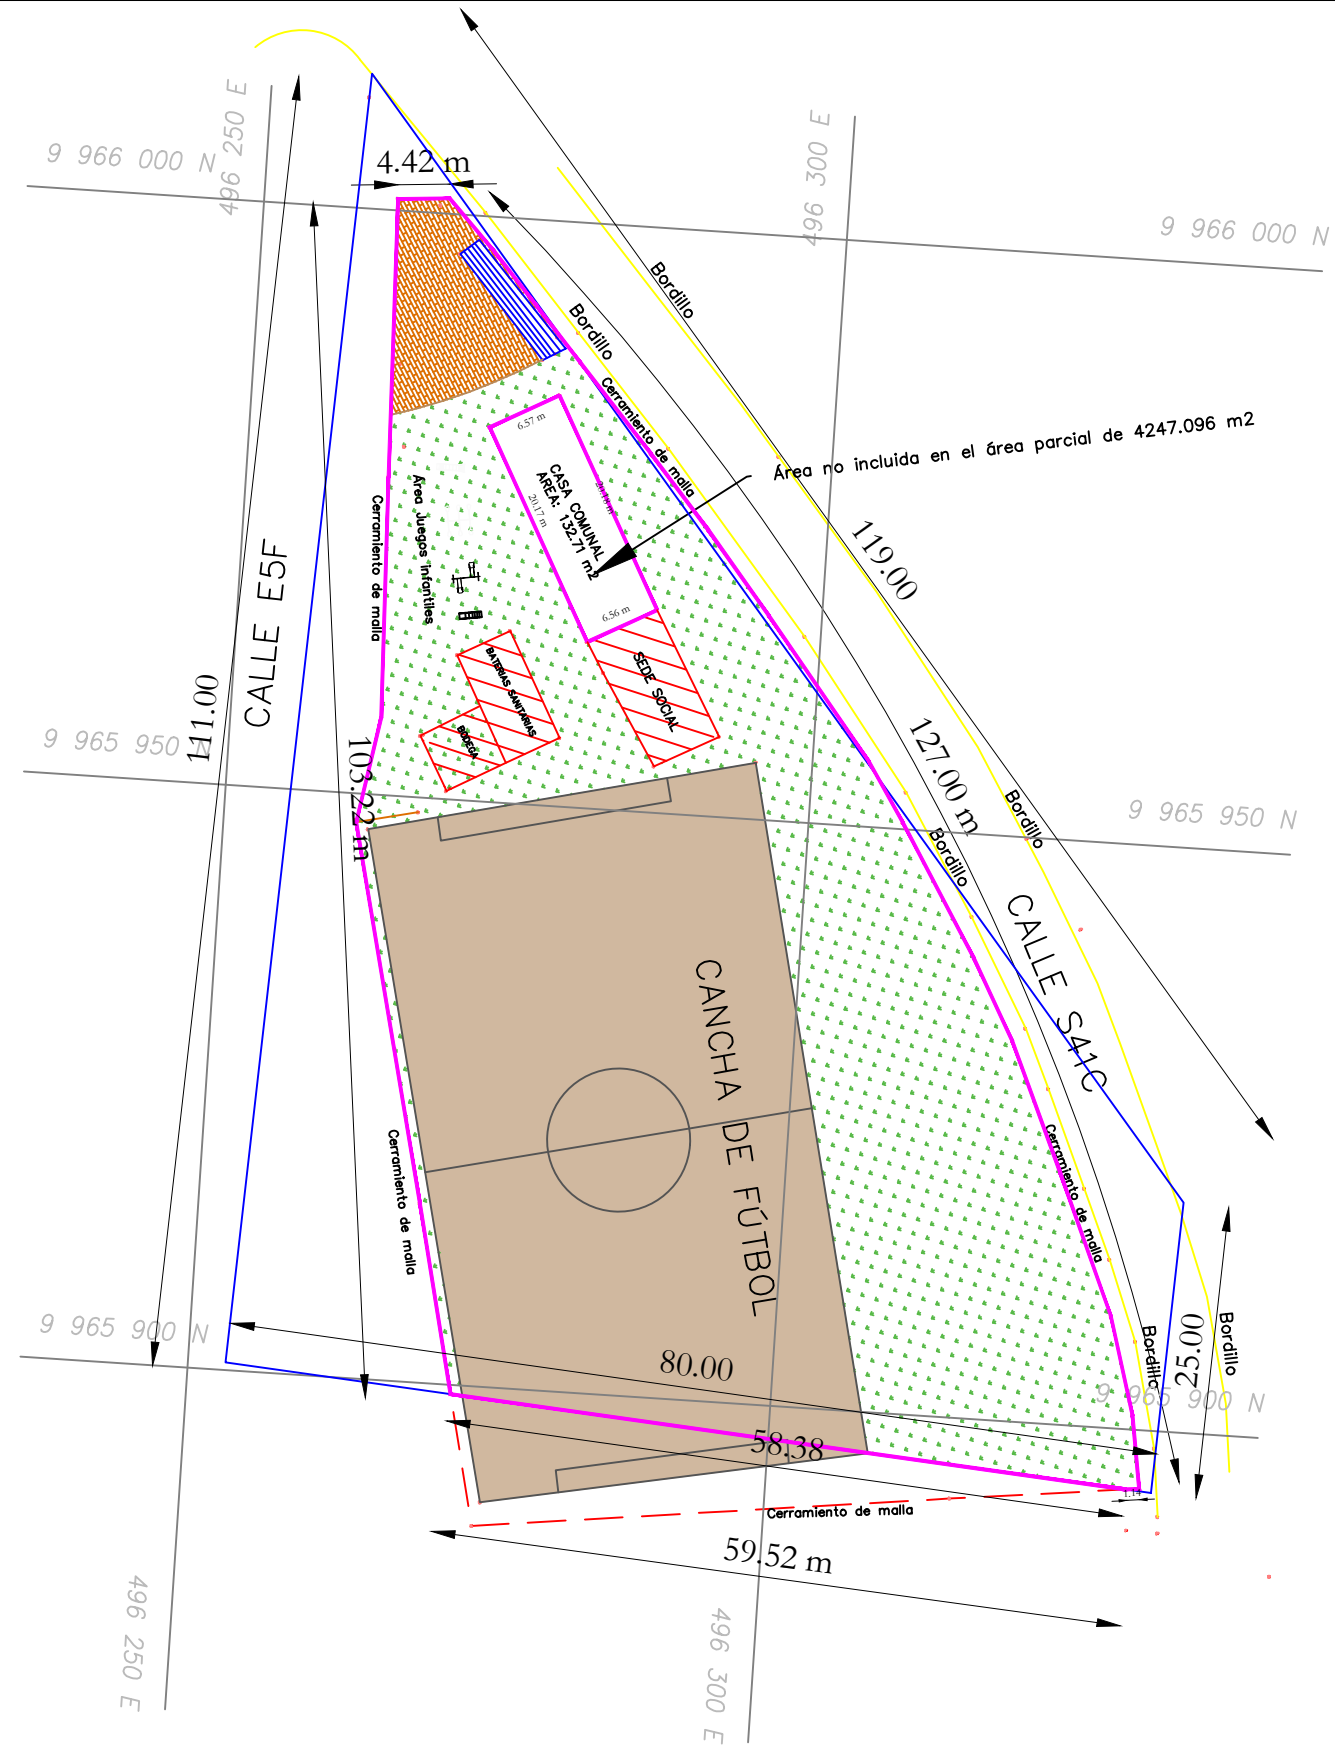 496 250 E
9 966 000 N
4.42 m
496 300 E
9 966 000 N
Bordillo
Bordillo
Cerramiento de malla
Área no incluida en el área parcial de 4247.096 m2
6.57 m
CASA COMUNAL
AREA: 132.71 m2
20.17 m
6.56 m
Cerramiento de malla
Área Juegos Infantiles
119.00
CALLE E5F
111.00
BATERIAS SANITARIAS
BODEGA
SEDE SOCIAL
9 965 950 N
103.22 m
127.00 m
Bordillo
Bordillo
9 965 950 N
CALLE S41C
CANCHA DE FÚTBOL
Cerramiento de malla
Cerramiento de malla
9 965 900 N
80.00
25.00
Bordillo
Bordillo
9 965 900 N
58.38
1.14
Cerramiento de malla
59.52 m
496 250 E
496 300 E